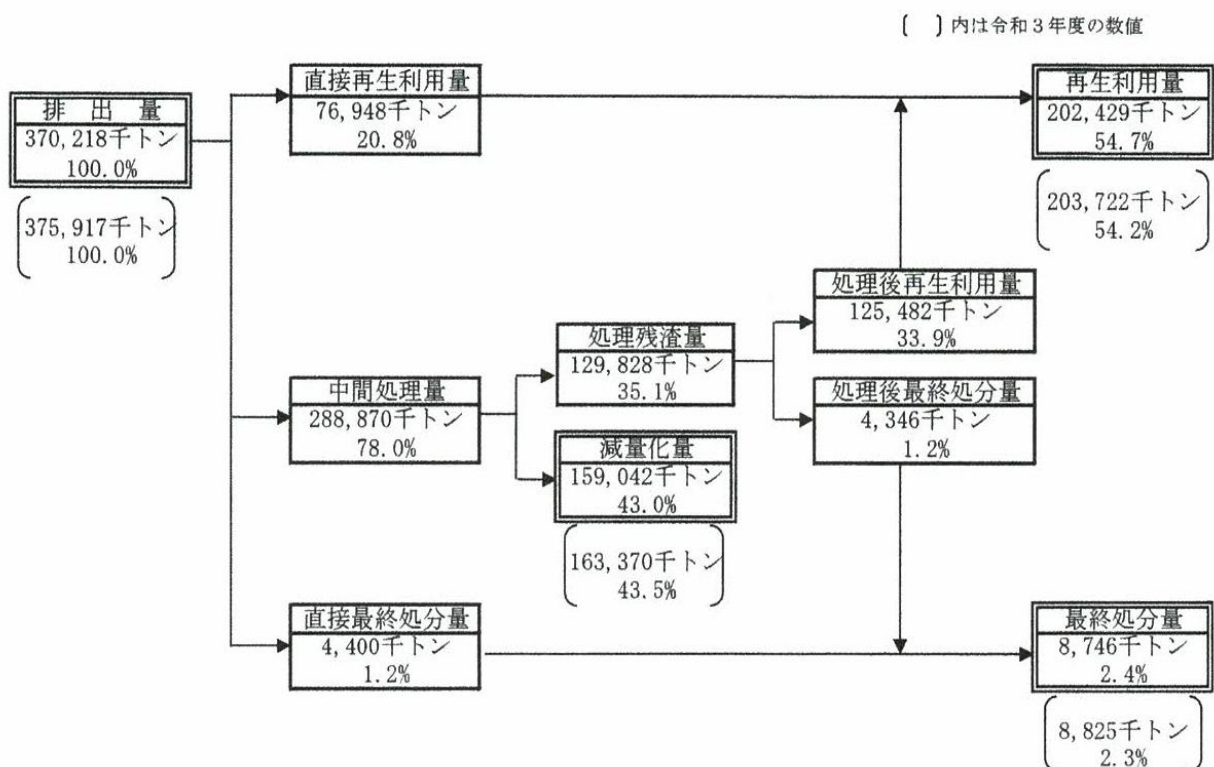 〔　〕内は令和３年度の数値
排 出 量
370,218千トン
100.0%
375,917千トン
100.0%
直接再生利用量
76,948千トン
20.8%
再生利用量
202,429千トン
54.7%
203,722千トン
54.2%
中間処理量
288,870千トン
78.0%
処理残渣量
129,828千トン
35.1%
減量化量
159,042千トン
43.0%
163,370千トン
43.5%
処理後再生利用量
125,482千トン
33.9%
処理後最終処分量
4,346千トン
1.2%
直接最終処分量
4,400千トン
1.2%
最終処分量
8,746千トン
2.4%
8,825千トン
2.3%